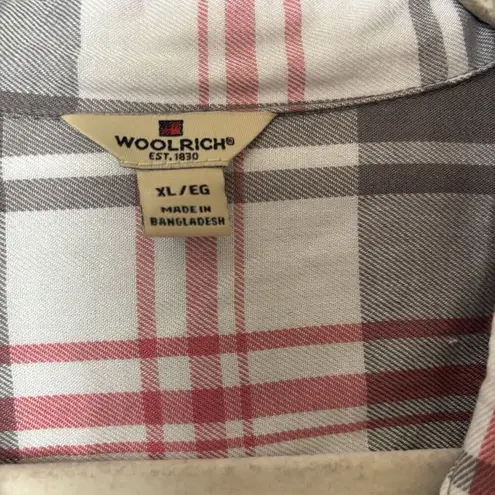 WOOLRICH®
EST. 1830
XL/EG
MADE IN
BANGLADESH